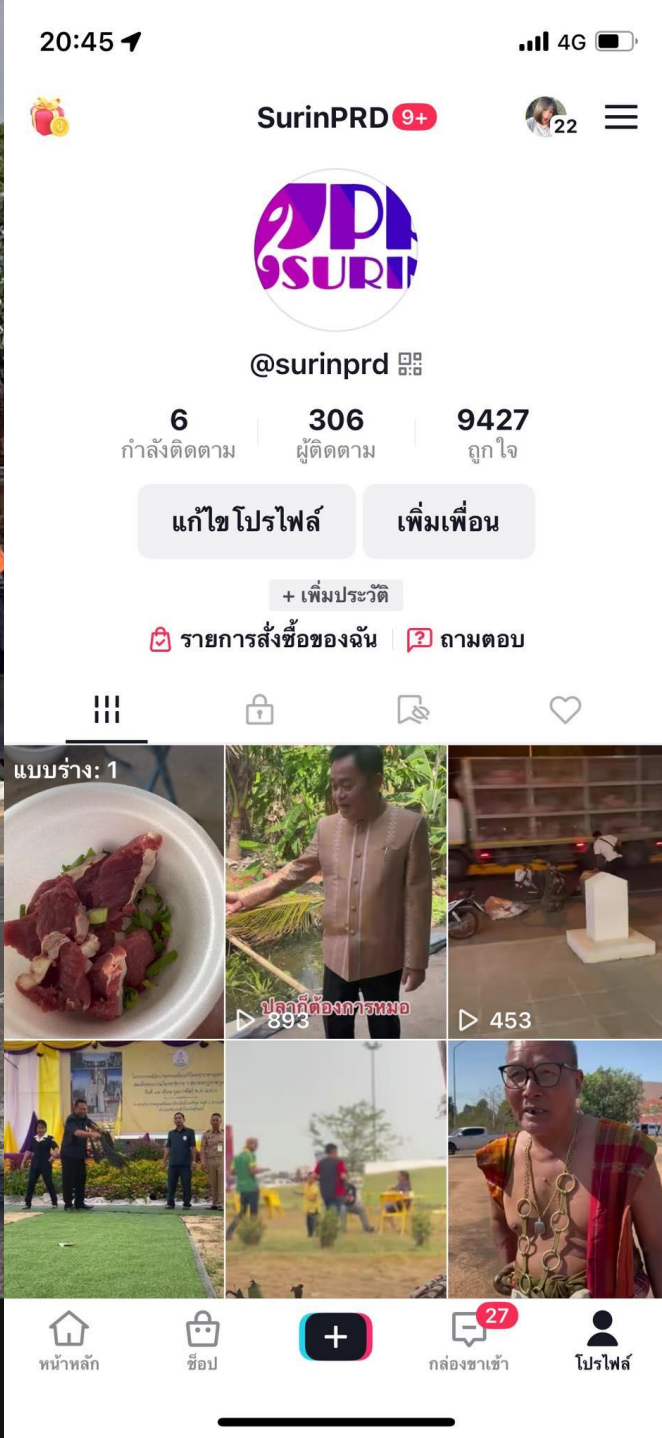 20:45
4G
SurinPRD 9+
22
SURIN
@surinprd
6 306 9427
กำลังติดตาม ผู้ติดตาม ถูกใจ
แก้ไขโปรไฟล์ เพิ่มเพื่อน
+ เพิ่มประวัติ
รายการสั่งซื้อของฉัน ถามตอบ
แบบร่าง: 1
ปลาก็ต้องการหมอ
893
453
27
หน้าหลัก ช็อป กล่องขาเข้า โปรไฟล์